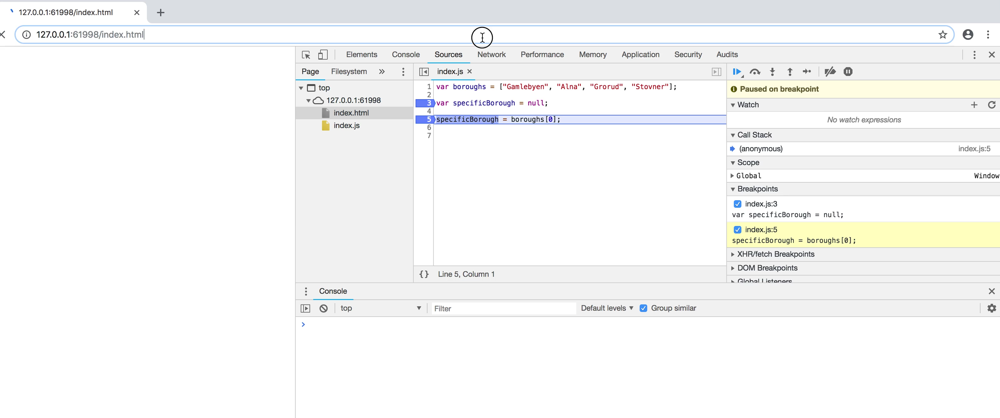 127.0.0.1:61998/index.html
127.0.0.1:61998/index.html
Elements Console Sources Network Performance Memory Application Security Audits
Page Filesystem »
top
127.0.0.1:61998
index.html
index.js
index.js
1 var boroughs = ["Gamlebyen", "Alna", "Grorud", "Stovner"];
2
3 var specificBorough = null;
4
5 specificBorough = boroughs[0];
6
7
{} Line 5, Column 1
Paused on breakpoint
Watch
No watch expressions
Call Stack
(anonymous) index.js:5
Scope
Global Window
Breakpoints
index.js:3
var specificBorough = null;
index.js:5
specificBorough = boroughs[0];
XHR/fetch Breakpoints
DOM Breakpoints
Global Listeners
Console
top Filter Default levels Group similar